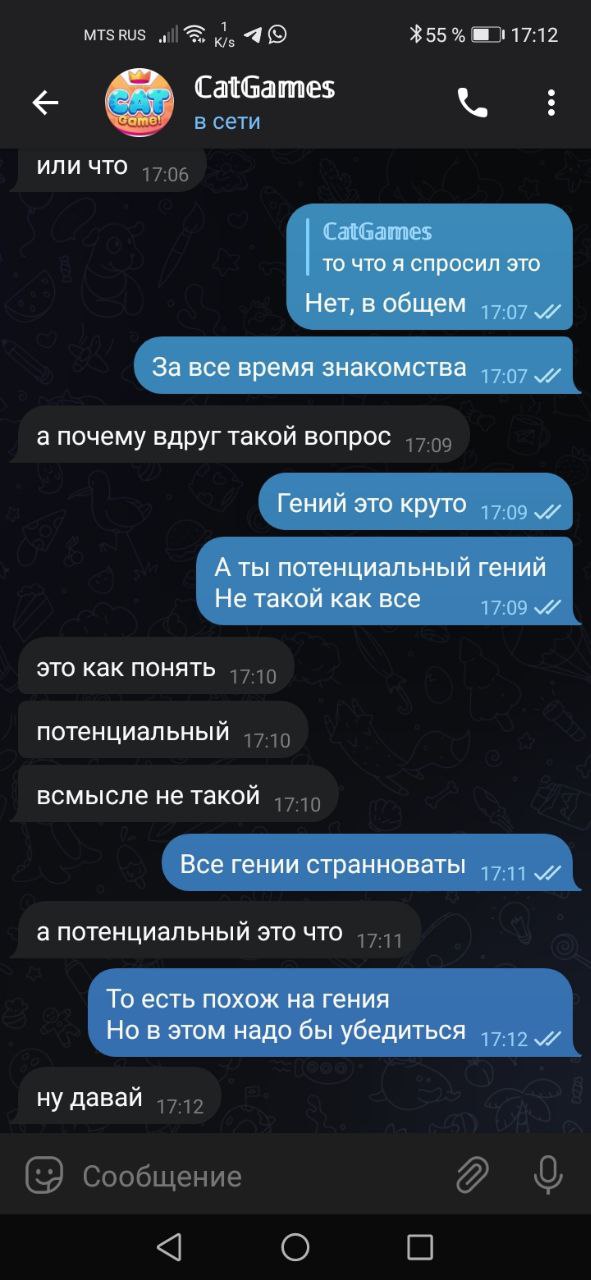 MTS RUS 1 K/s 55 % 17:12
CAT Game!
CatGames
в сети
или что 17:06
CatGames
то что я спросил это
Нет, в общем 17:07
За все время знакомства 17:07
а почему вдруг такой вопрос 17:09
Гений это круто 17:09
А ты потенциальный гений
Не такой как все 17:09
это как понять 17:10
потенциальный 17:10
всмысле не такой 17:10
Все гении странноваты 17:11
а потенциальный это что 17:11
То есть похож на гения
Но в этом надо бы убедиться 17:12
ну давай 17:12
Сообщение